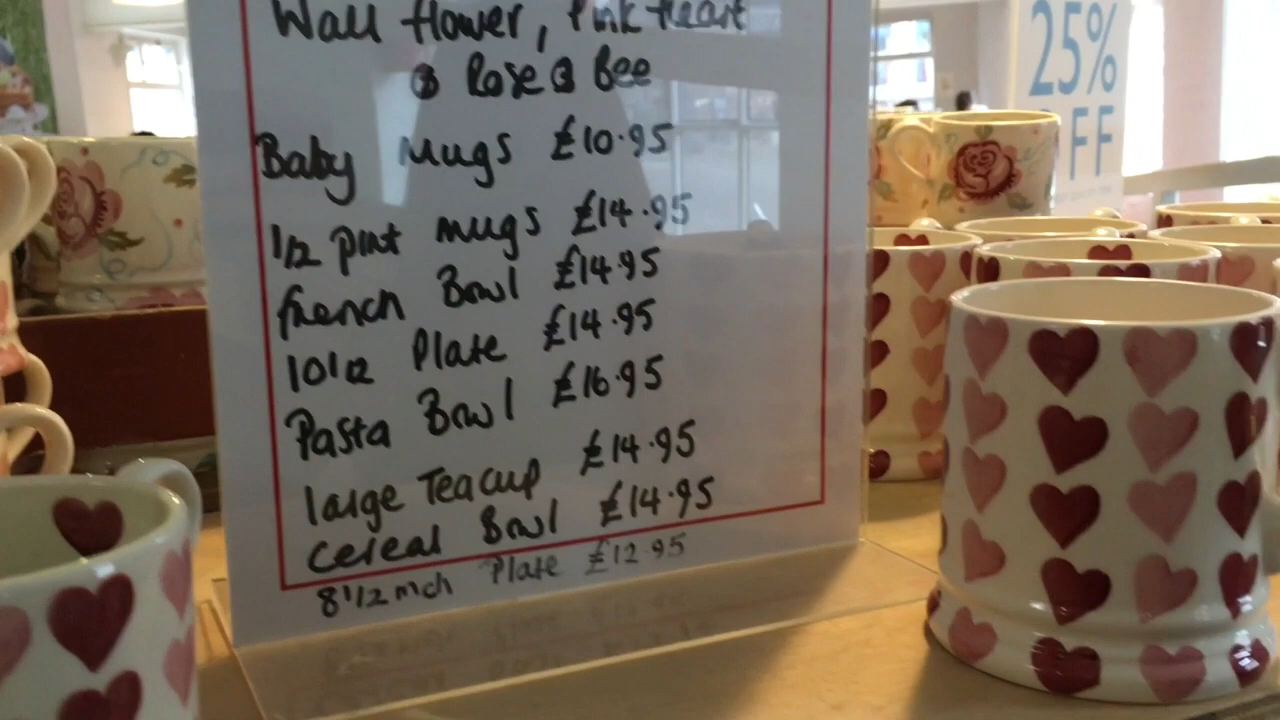 Wall flower, Pink Heart
& Rose & Bee
Baby Mugs £10.95
1/2 pint mugs £14.95
french Bowl £14.95
10 1/2 Plate £14.95
Pasta Bowl £16.95
large Teacup £14.95
Cereal Bowl £14.95
8 1/2 inch Plate £12.95
25%
OFF